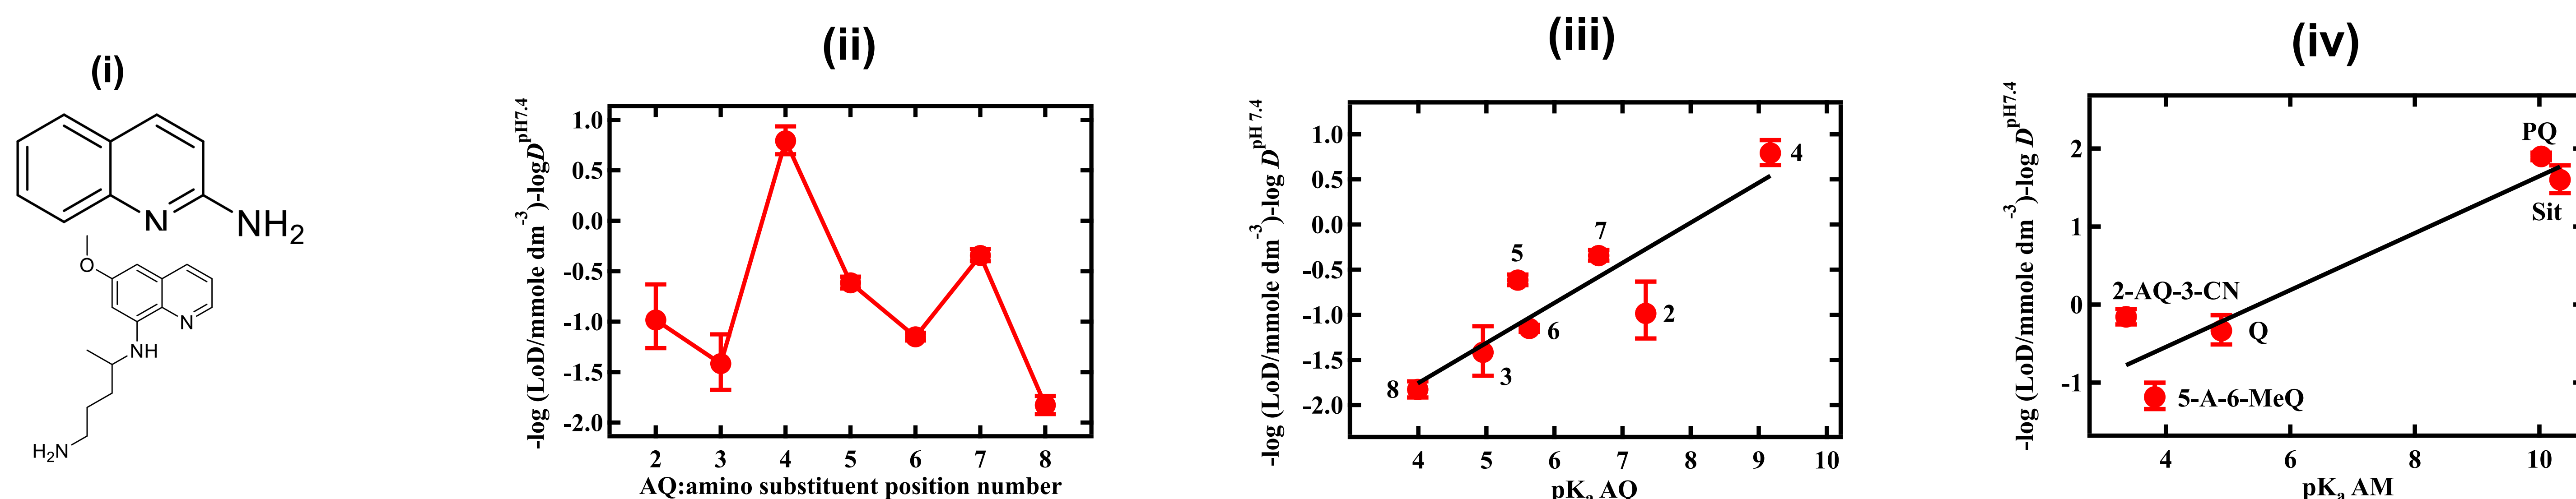 (i)
N
NH2
O
N
NH
H2N
(ii)
-log (LoD/mmole dm-3)-logDpH7.4
1.0
0.5
0.0
-0.5
-1.0
-1.5
-2.0
2 3 4 5 6 7 8
AQ:amino substituent position number
(iii)
-log (LoD/mmole dm-3)-log DpH 7.4
1.0
0.5
0.0
-0.5
-1.0
-1.5
-2.0
4
7
5
2
6
3
8
4 5 6 7 8 9 10
pKa AQ
(iv)
-log (LoD/mmole dm-3)-log DpH7.4
2
1
0
-1
PQ
Sit
2-AQ-3-CN
Q
5-A-6-MeQ
4 6 8 10
pKa AM